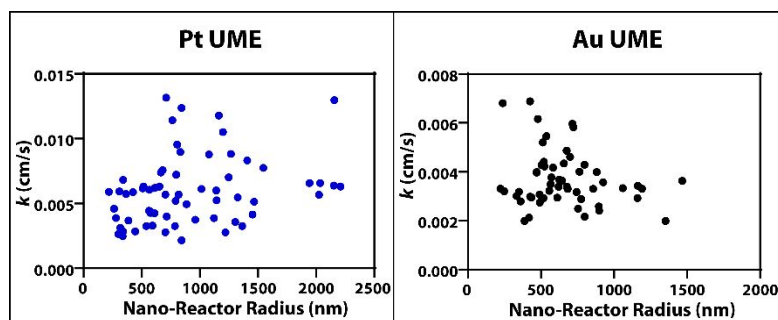 Pt UME
0.015
0.010
0.005
0.000
k (cm/s)
0 500 1000 1500 2000 2500
Nano-Reactor Radius (nm)
Au UME
0.008
0.006
0.004
0.002
0.000
k (cm/s)
0 500 1000 1500 2000
Nano-Reactor Radius (nm)